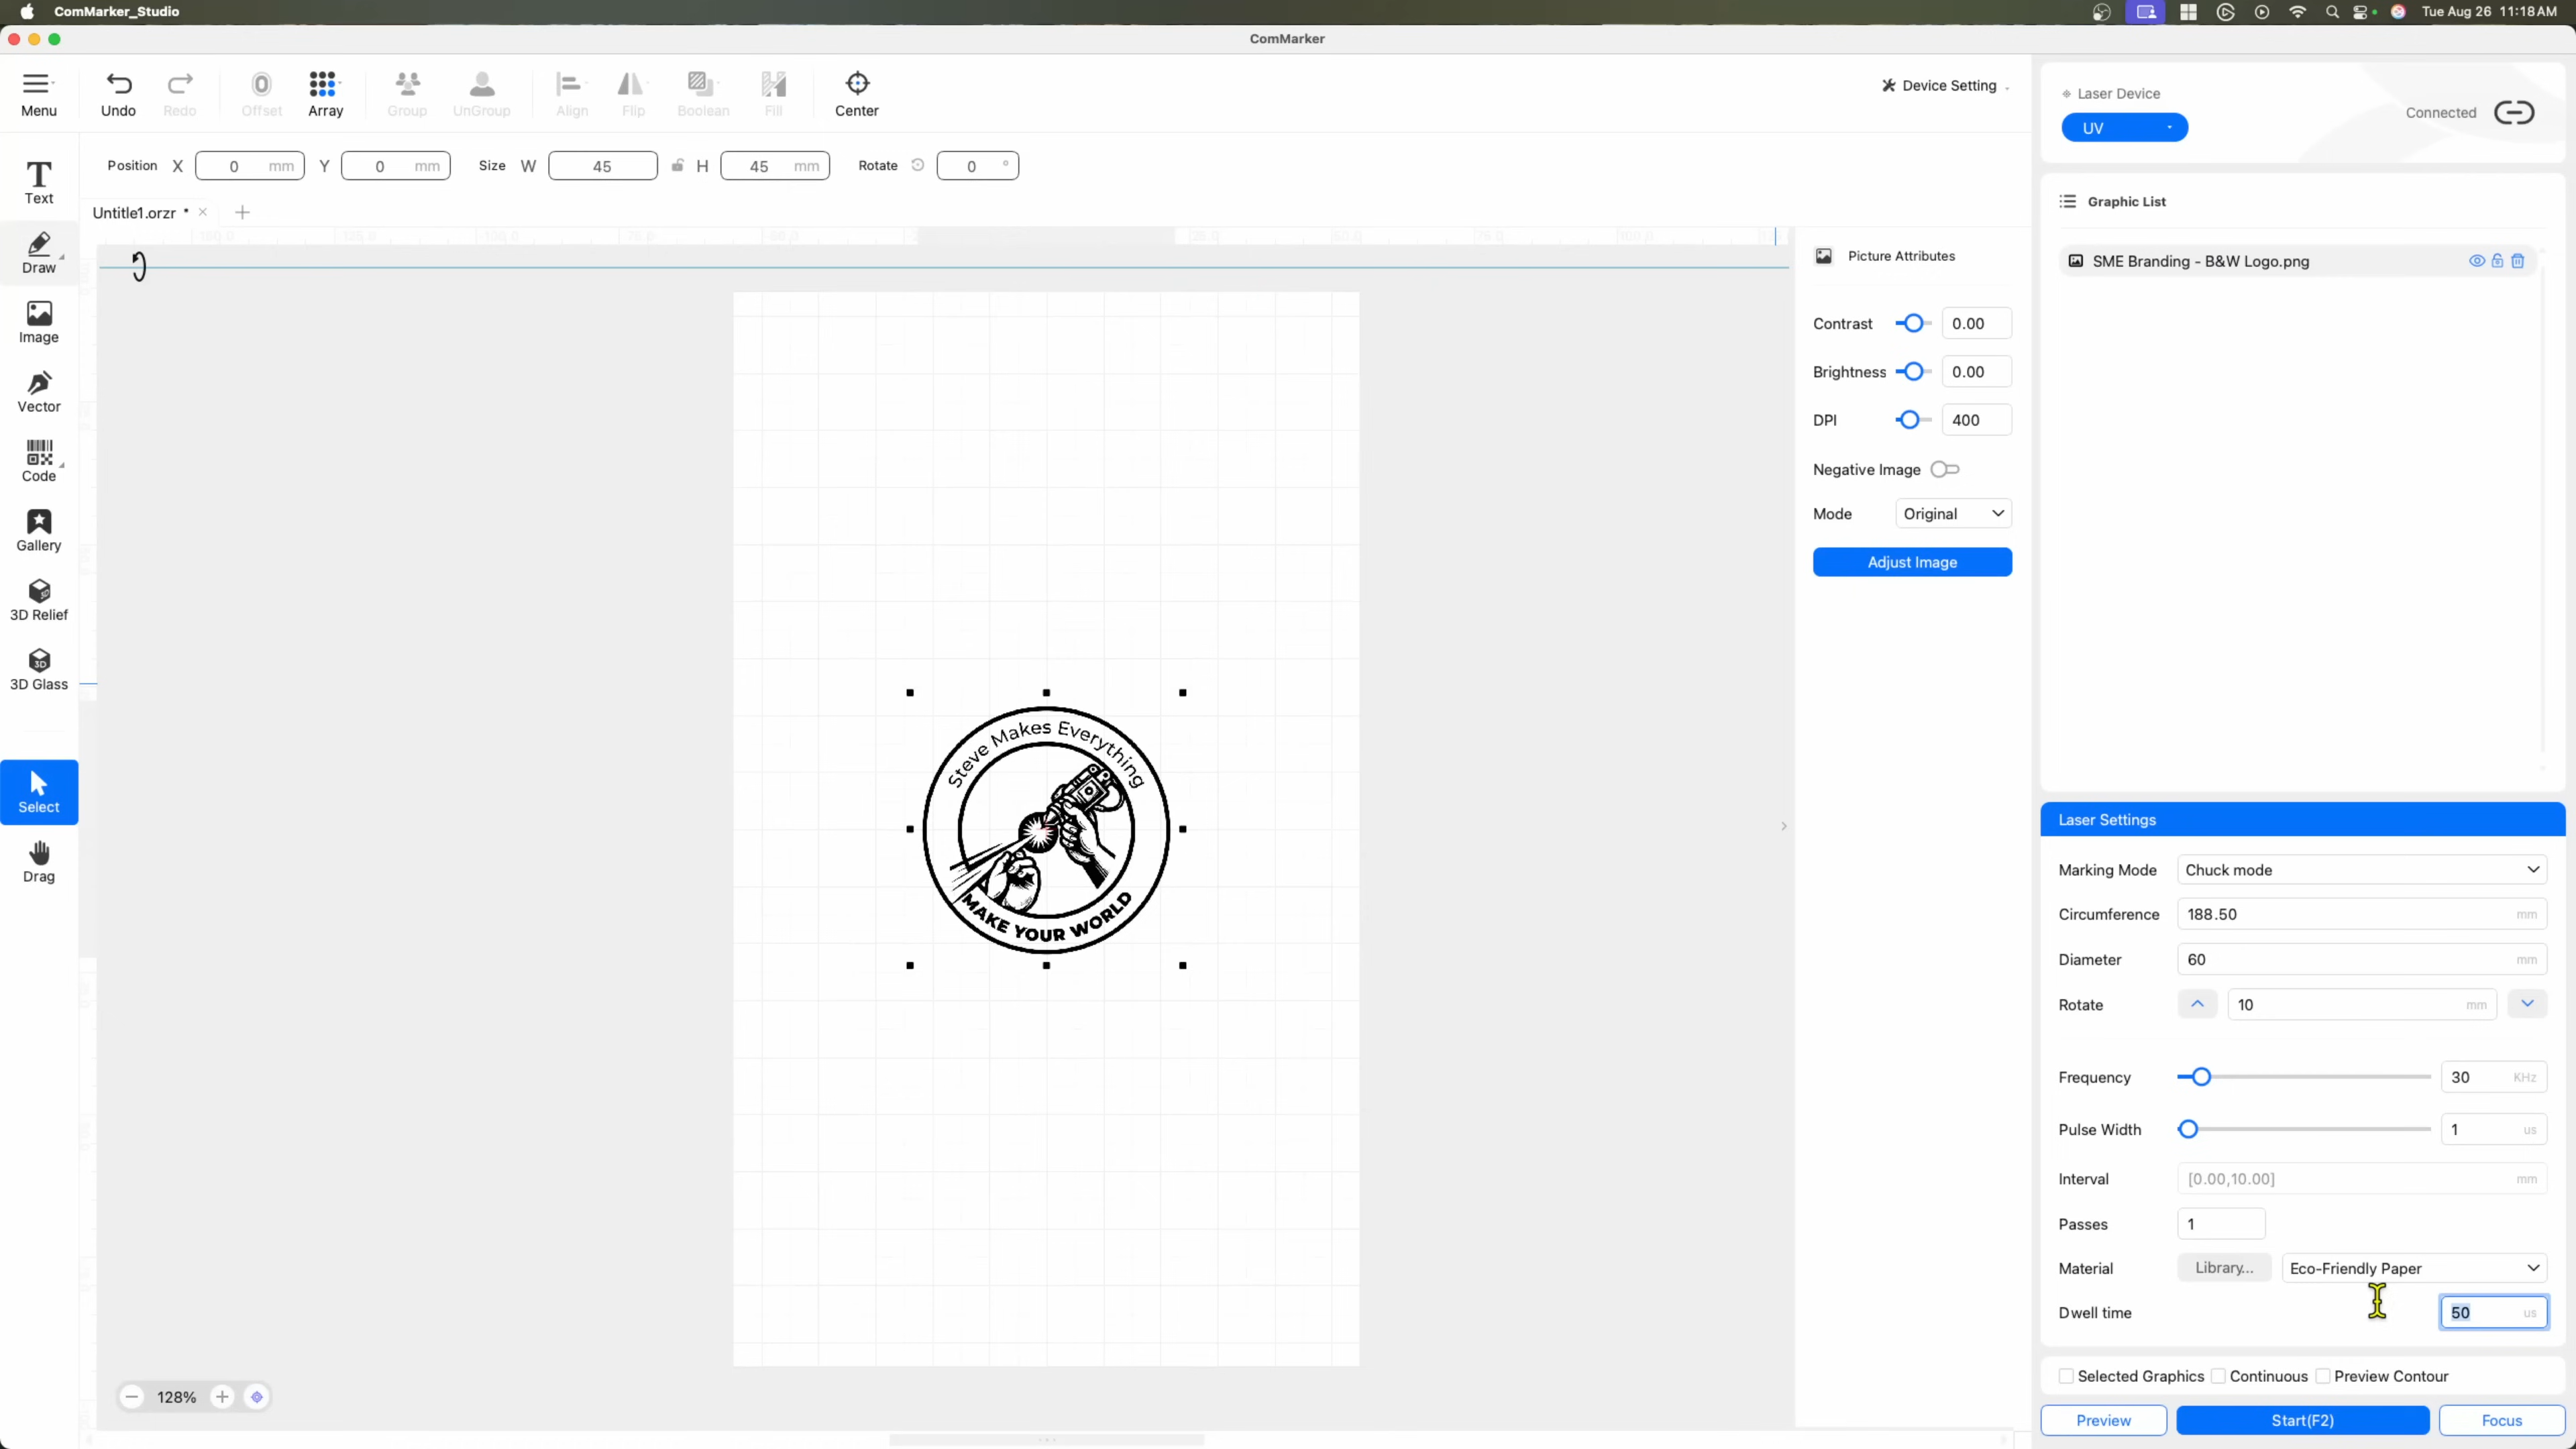 ComMarker_Studio
Tue Aug 26 11:18 AM
ComMarker
Menu
Undo
Redo
Offset
Array
Group
UnGroup
Align
Flip
Boolean
Fill
Center
Device Setting
Position X 0 mm Y 0 mm Size W 45 H 45 mm Rotate 0 °
Untitle1.orzr *
Text
Draw
Image
Vector
Code
Gallery
3D Relief
3D Glass
Select
Drag
Steve Makes Everything
MAKE YOUR WORLD
128%
Picture Attributes
Contrast 0.00
Brightness 0.00
DPI 400
Negative Image
Mode Original
Adjust Image
Laser Device
UV
Connected
Graphic List
SME Branding - B&W Logo.png
Laser Settings
Marking Mode Chuck mode
Circumference 188.50 mm
Diameter 60 mm
Rotate 10 mm
Frequency 30 KHz
Pulse Width 1 us
Interval [0.00,10.00] mm
Passes 1
Material Library... Eco-Friendly Paper
Dwell time 50 us
Selected Graphics Continuous Preview Contour
Preview Start(F2) Focus